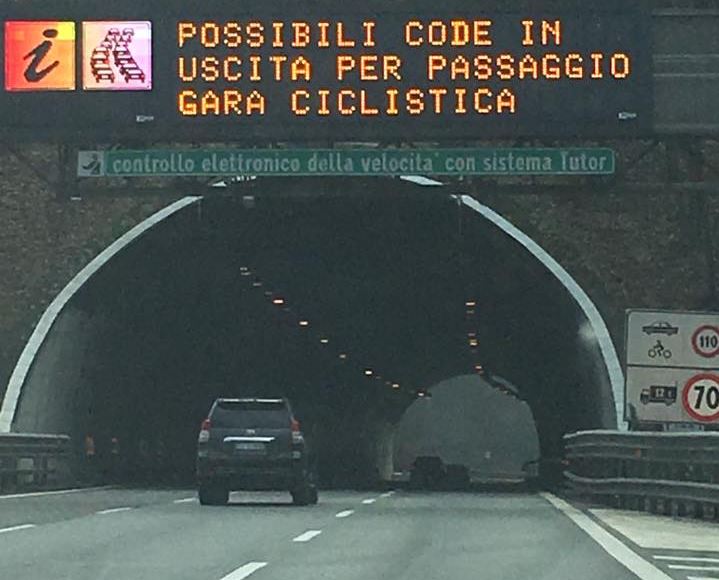 i
POSSIBILI CODE IN
USCITA PER PASSAGGIO
GARA CICLISTICA
controllo elettronico della velocita' con sistema Tutor
110
70